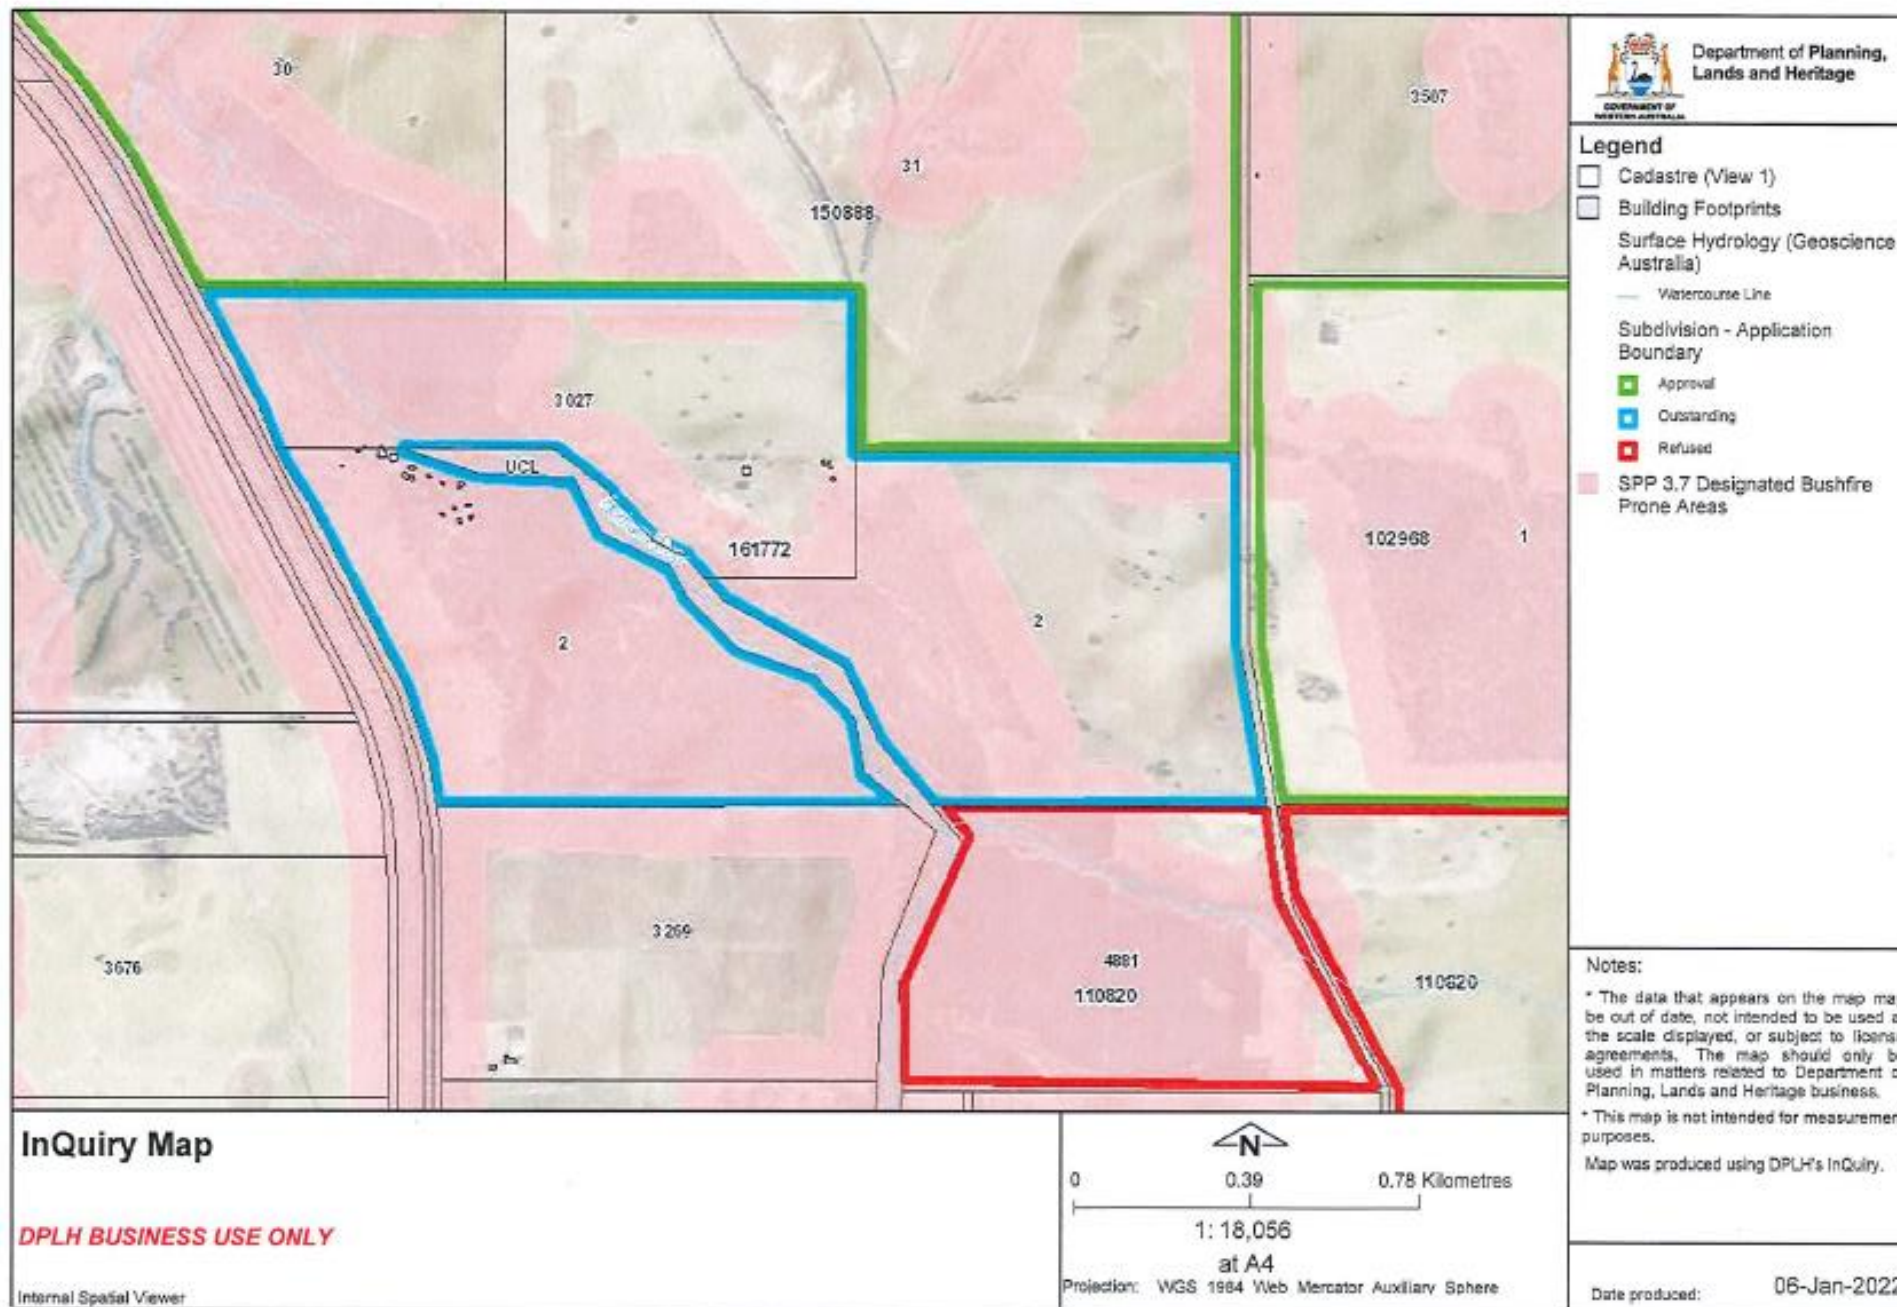 30
3507
31
150888
3027
UCL
161772
2
2
102968
1
3269
3676
4881
110820
110820
Department of Planning,
Lands and Heritage
GOVERNMENT OF
WESTERN AUSTRALIA
Legend
Cadastre (View 1)
Building Footprints
Surface Hydrology (Geoscience
Australia)
Watercourse Line
Subdivision - Application
Boundary
Approval
Outstanding
Refused
SPP 3.7 Designated Bushfire
Prone Areas
Notes:
* The data that appears on the map ma
be out of date, not intended to be used a
the scale displayed, or subject to licens
agreements. The map should only b
used in matters related to Department o
Planning, Lands and Heritage business.
* This map is not intended for measuremen
purposes.
Map was produced using DPLH's InQuiry.
Date produced: 06-Jan-2022
InQuiry Map
DPLH BUSINESS USE ONLY
Internal Spatial Viewer
N
0 0.39 0.78 Kilometres
1: 18,056
at A4
Projection: WGS 1984 Web Mercator Auxiliary Sphere